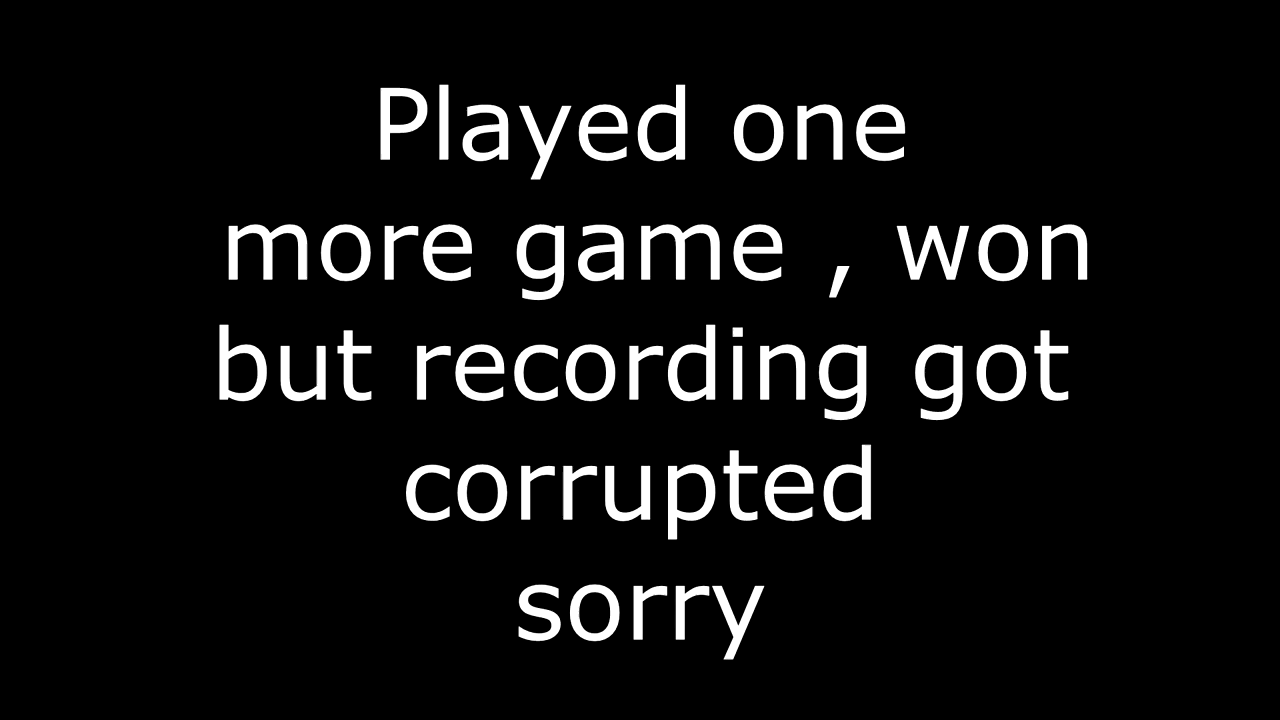 Played one
more game , won
but recording got
corrupted
sorry